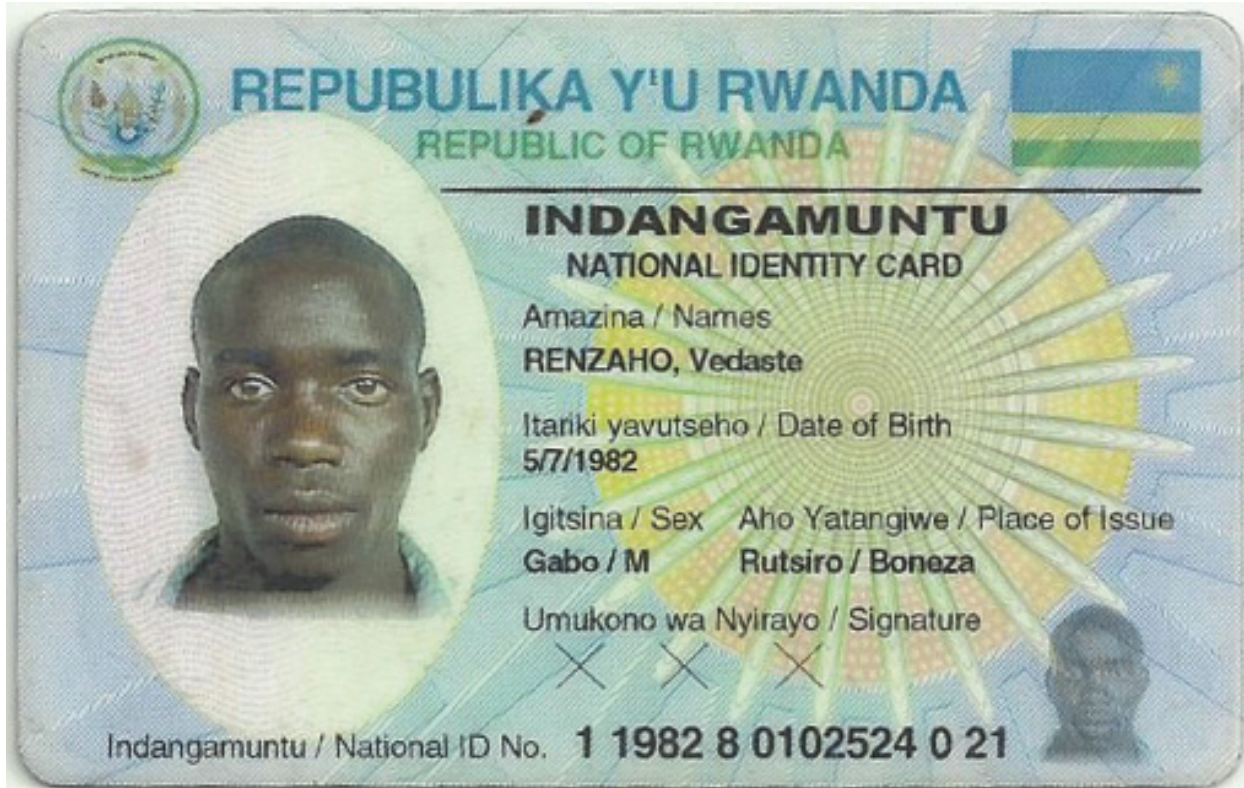 REPUBULIKA Y'U RWANDA
REPUBLIC OF RWANDA
INDANGAMUNTU
NATIONAL IDENTITY CARD
Amazina / Names
RENZAHO, Vedaste
Itariki yavutseho / Date of Birth
5/7/1982
Igitsina / Sex Aho Yatangiwe / Place of Issue
Gabo / M Rutsiro / Boneza
Umukono wa Nyirayo / Signature
Indangamuntu / National ID No. 1 1982 8 0102524 0 21